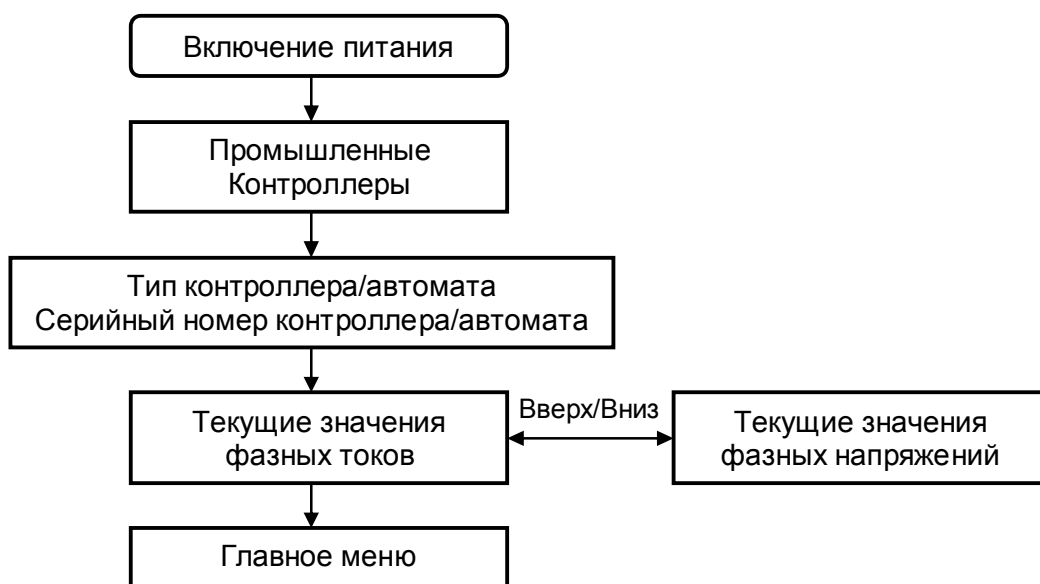 Включение питания
Промышленные
Контроллеры
Тип контроллера/автомата
Серийный номер контроллера/автомата
Текущие значения
фазных токов
Вверх/Вниз
Текущие значения
фазных напряжений
Главное меню